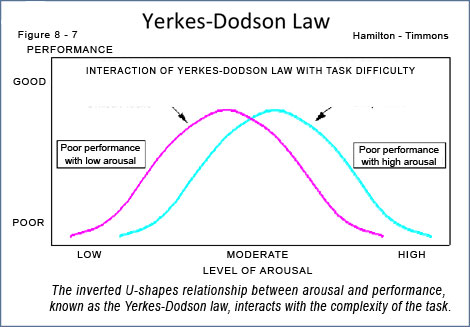 Yerkes-Dodson Law
Figure 8 - 7
Hamilton - Timmons
PERFORMANCE
GOOD
INTERACTION OF YERKES-DODSON LAW WITH TASK DIFFICULTY
Poor performance
with low arousal
Poor performance
with high arousal
POOR
LOW
MODERATE
HIGH
LEVEL OF AROUSAL
The inverted U-shapes relationship between arousal and performance,
known as the Yerkes-Dodson law, interacts with the complexity of the task.